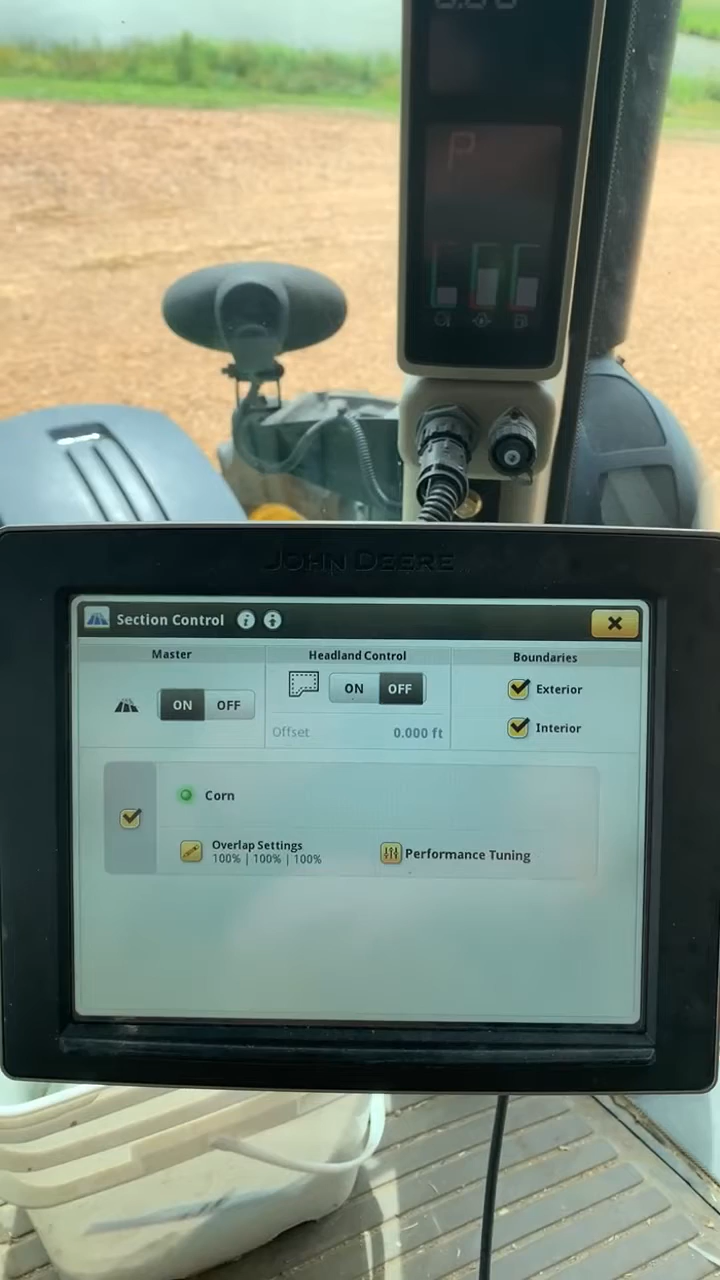 P
JOHN DEERE
Section Control
Master
Headland Control
Boundaries
ON OFF
ON OFF
Exterior
Offset 0.000 ft
Interior
Corn
Overlap Settings
100% | 100% | 100%
Performance Tuning